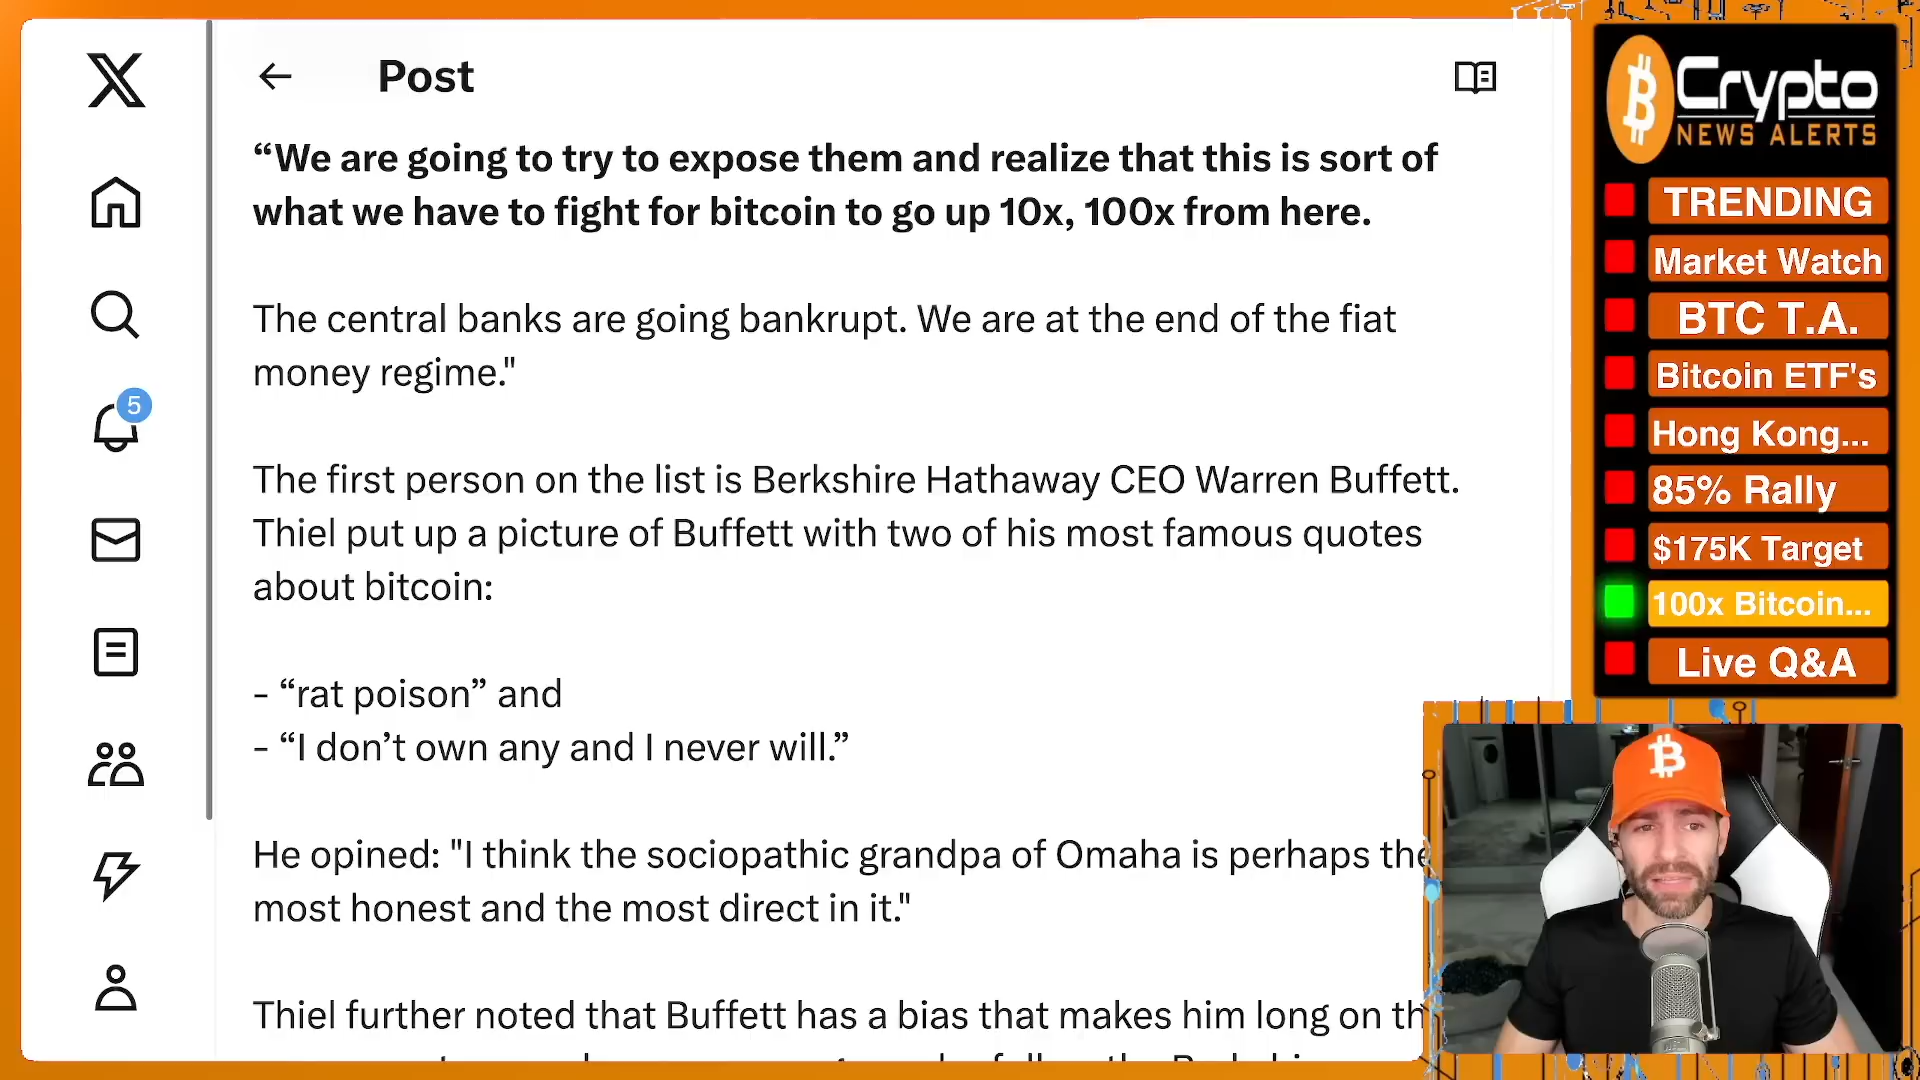 Post
“We are going to try to expose them and realize that this is sort of
what we have to fight for bitcoin to go up 10x, 100x from here.
The central banks are going bankrupt. We are at the end of the fiat
money regime."
5
The first person on the list is Berkshire Hathaway CEO Warren Buffett.
Thiel put up a picture of Buffett with two of his most famous quotes
about bitcoin:
- “rat poison” and
- “I don’t own any and I never will.”
He opined: "I think the sociopathic grandpa of Omaha is perhaps the
most honest and the most direct in it."
Thiel further noted that Buffett has a bias that makes him long on th
Crypto
NEWS ALERTS
TRENDING
Market Watch
BTC T.A.
Bitcoin ETF's
Hong Kong...
85% Rally
$175K Target
100x Bitcoin...
Live Q&A